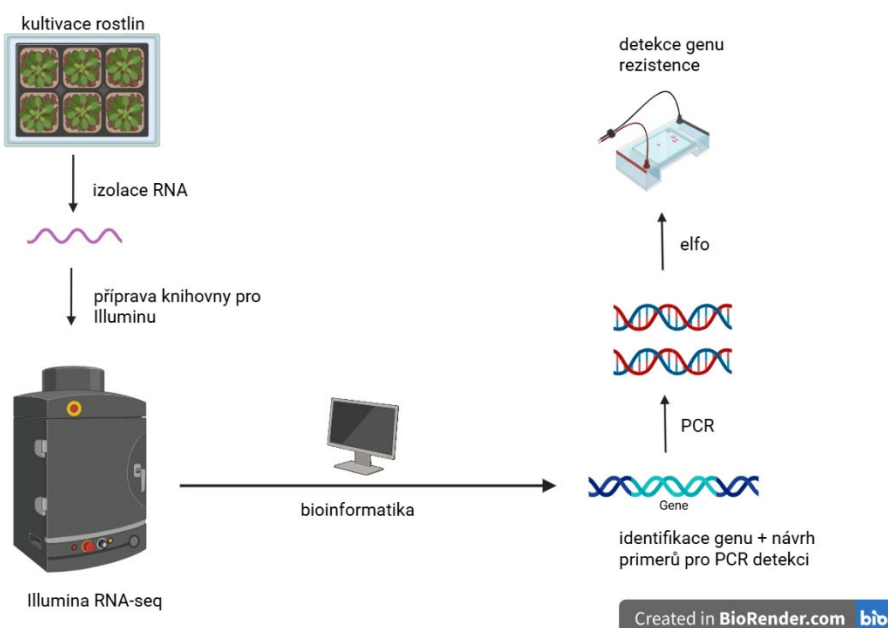 kultivace rostlin
izolace RNA
příprava knihovny pro
Illuminu
Illumina RNA-seq
bioinformatika
Gene
identifikace genu + návrh
primerů pro PCR detekci
PCR
elfo
detekce genu
rezistence
Created in BioRender.com bio